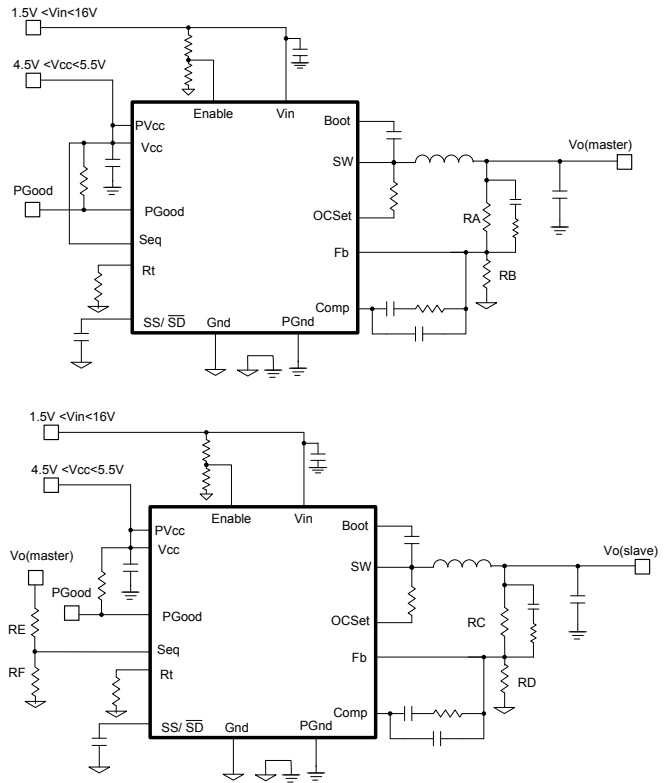 1.5V <Vin<16V
4.5V <Vcc<5.5V
Enable
Vin
PVcc
Vcc
Boot
SW
Vo(master)
PGood
PGood
OCSet
RA
Seq
Fb
Rt
RB
Comp
SS/ SD
Gnd
PGnd
1.5V <Vin<16V
4.5V <Vcc<5.5V
Enable
Vin
PVcc
Vcc
Boot
Vo(master)
SW
Vo(slave)
PGood
PGood
OCSet
RE
RC
Seq
Fb
RF
Rt
RD
Comp
SS/ SD
Gnd
PGnd